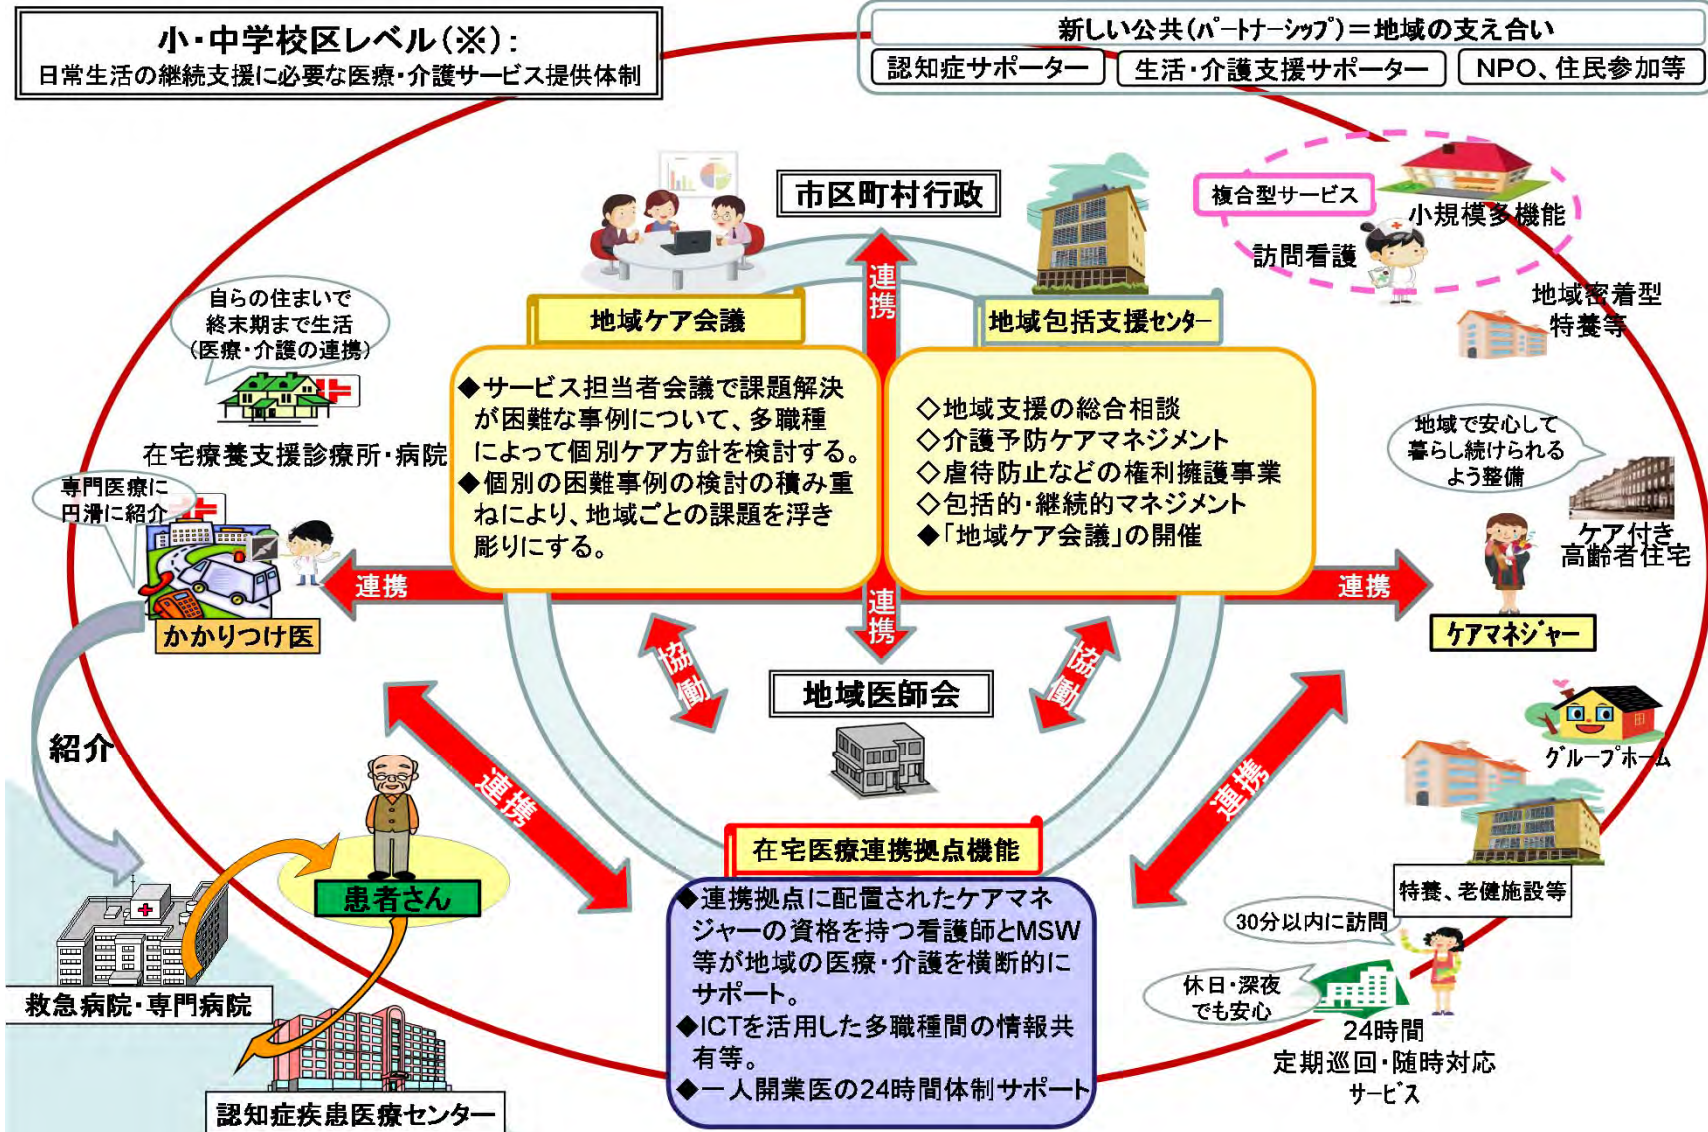 小・中学校区レベル(※):
日常生活の継続支援に必要な医療・介護サービス提供体制
新しい公共(パートナーシップ)=地域の支え合い
認知症サポーター
生活・介護支援サポーター
NPO、住民参加等
市区町村行政
複合型サービス
小規模多機能
訪問看護
地域密着型
特養等
自らの住まいで
終末期まで生活
(医療・介護の連携)
在宅療養支援診療所・病院
地域ケア会議
◆サービス担当者会議で課題解決
が困難な事例について、多職種
によって個別ケア方針を検討する。
◆個別の困難事例の検討の積み重
ねにより、地域ごとの課題を浮き
彫りにする。
連携
地域包括支援センター
◇地域支援の総合相談
◇介護予防ケアマネジメント
◇虐待防止などの権利擁護事業
◇包括的・継続的マネジメント
◆「地域ケア会議」の開催
地域で安心して
暮らし続けられる
よう整備
ケア付き
高齢者住宅
専門医療に
円滑に紹介
かかりつけ医
連携
連携
連携
ケアマネジャー
協働
協働
地域医師会
グループホーム
紹介
連携
連携
患者さん
在宅医療連携拠点機能
◆連携拠点に配置されたケアマネ
ジャーの資格を持つ看護師とMSW
等が地域の医療・介護を横断的に
サポート。
◆ICTを活用した多職種間の情報共
有等。
◆一人開業医の24時間体制サポート
特養、老健施設等
30分以内に訪問
休日・深夜
でも安心
24時間
定期巡回・随時対応
サービス
救急病院・専門病院
認知症疾患医療センター